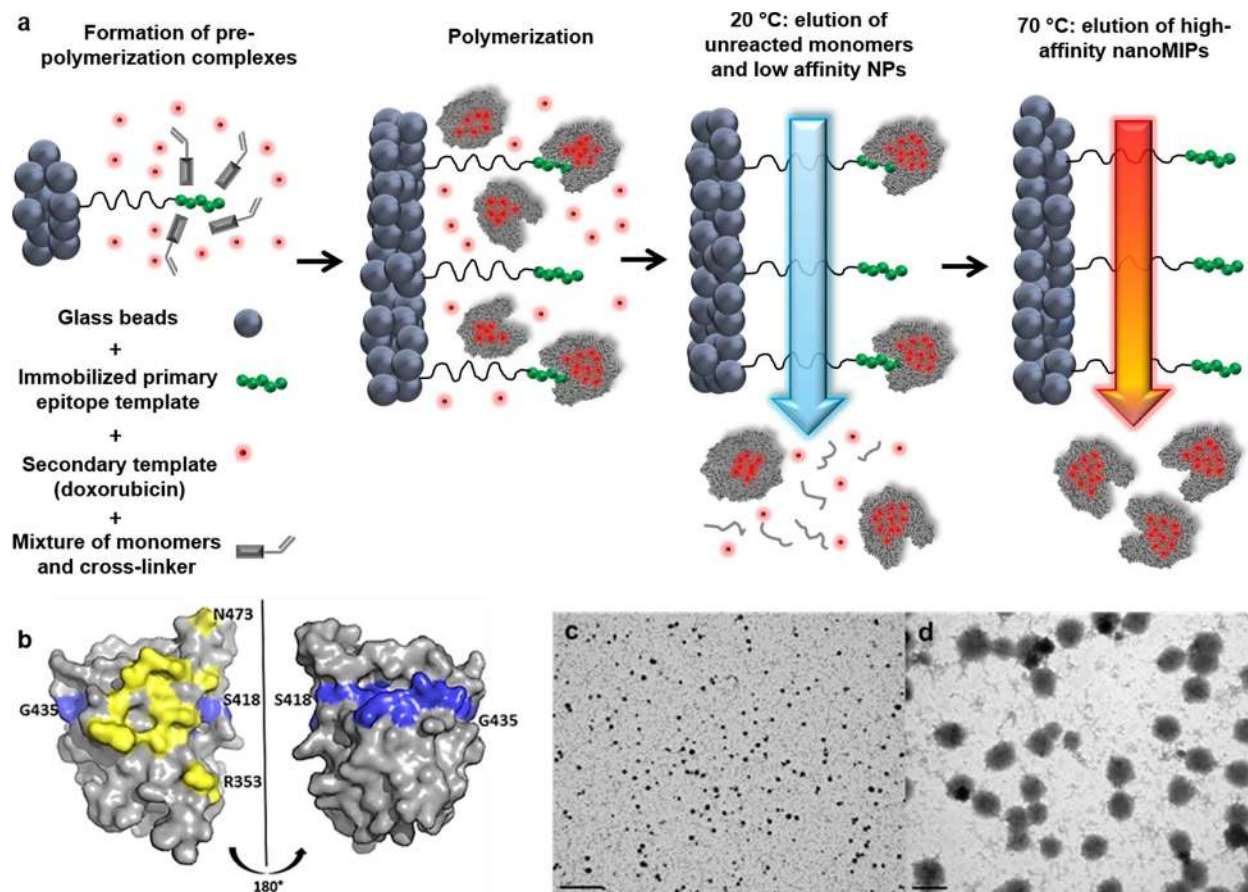 a
Formation of pre-
polymerization complexes
Polymerization
20 °C: elution of
unreacted monomers
and low affinity NPs
70 °C: elution of high-
affinity nanoMIPs
Glass beads
+
Immobilized primary
epitope template
+
Secondary template
(doxorubicin)
+
Mixture of monomers
and cross-linker
b
N473
G435
S418
R353
S418
G435
180°
c
d